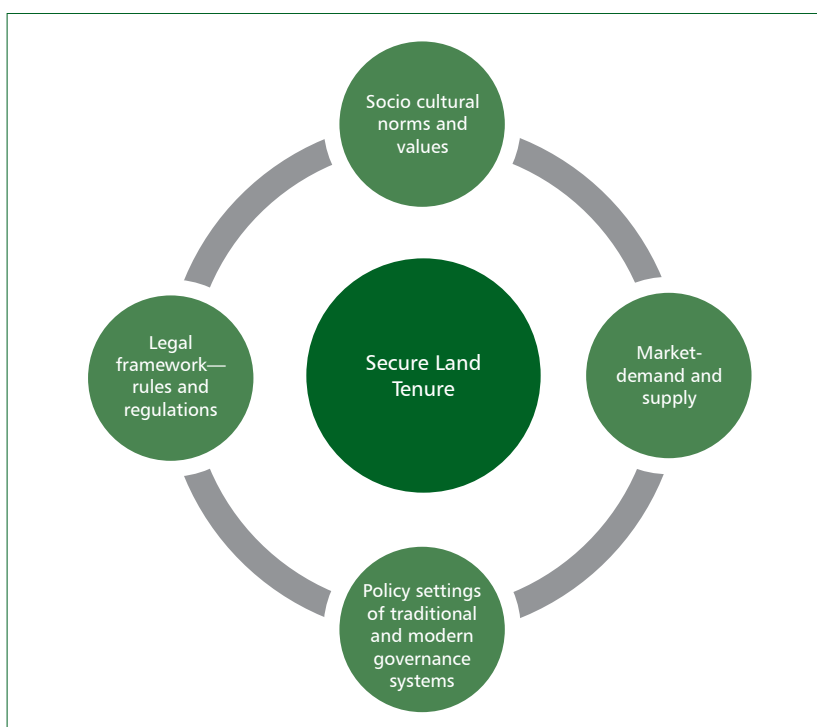 Socio cultural
norms and
values
Legal
framework—
rules and
regulations
Secure Land
Tenure
Market-
demand and
supply
Policy settings
of traditional
and modern
governance
systems